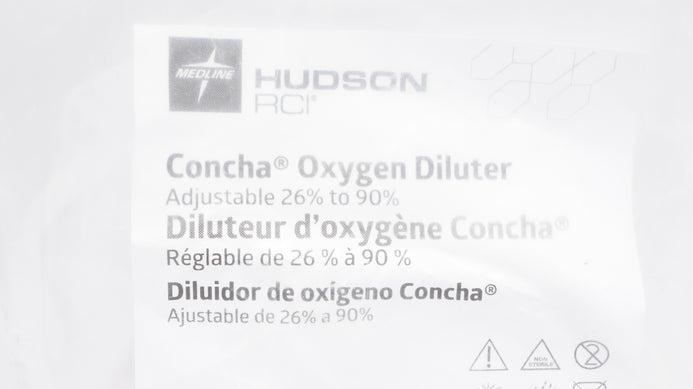 MEDLINE
HUDSON
RCI®
Concha® Oxygen Diluter
Adjustable 26% to 90%
Diluteur d'oxygène Concha®
Réglable de 26 % à 90 %
Diluidor de oxígeno Concha®
Ajustable de 26% a 90%
NON
STERILE
2